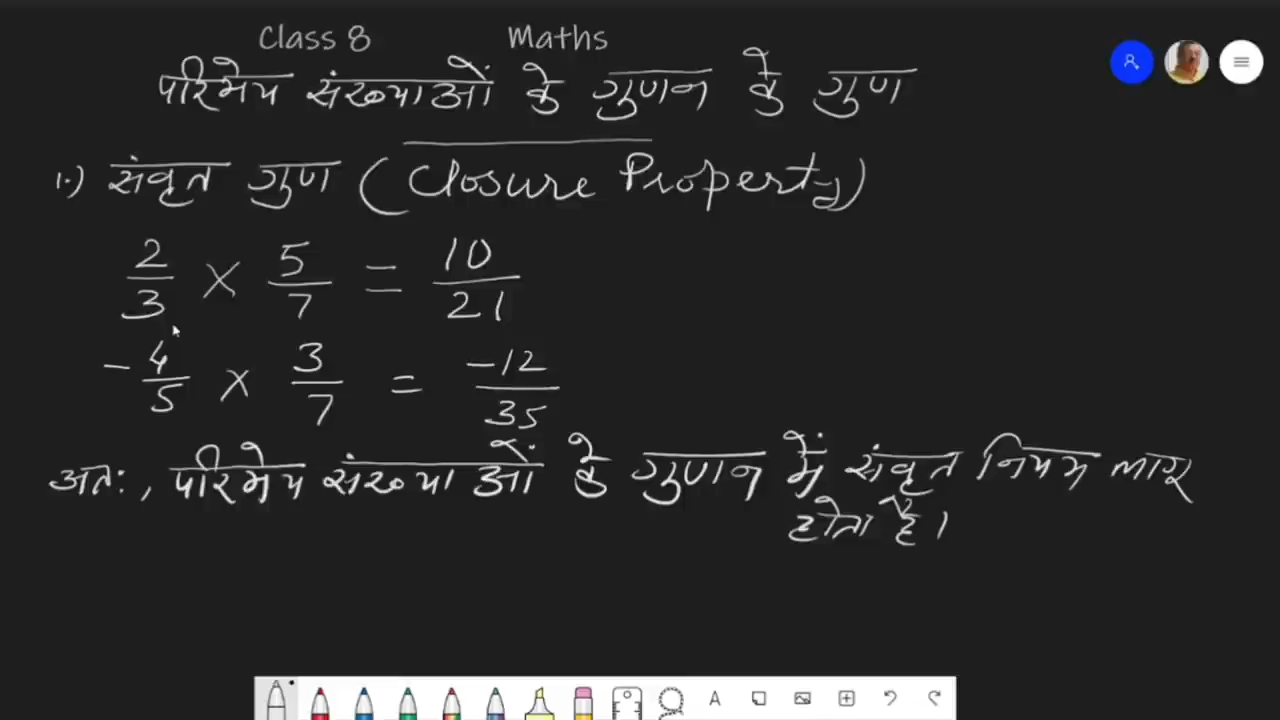 Class 8 Maths
परिमेय संख्याओं के गुणन के गुण
1.) संवृत गुण (Closure Property)
2/3 × 5/7 = 10/21
-4/5 × 3/7 = -12/35
अतः, परिमेय संख्याओं के गुणन में संवृत नियम लागू
होता है।